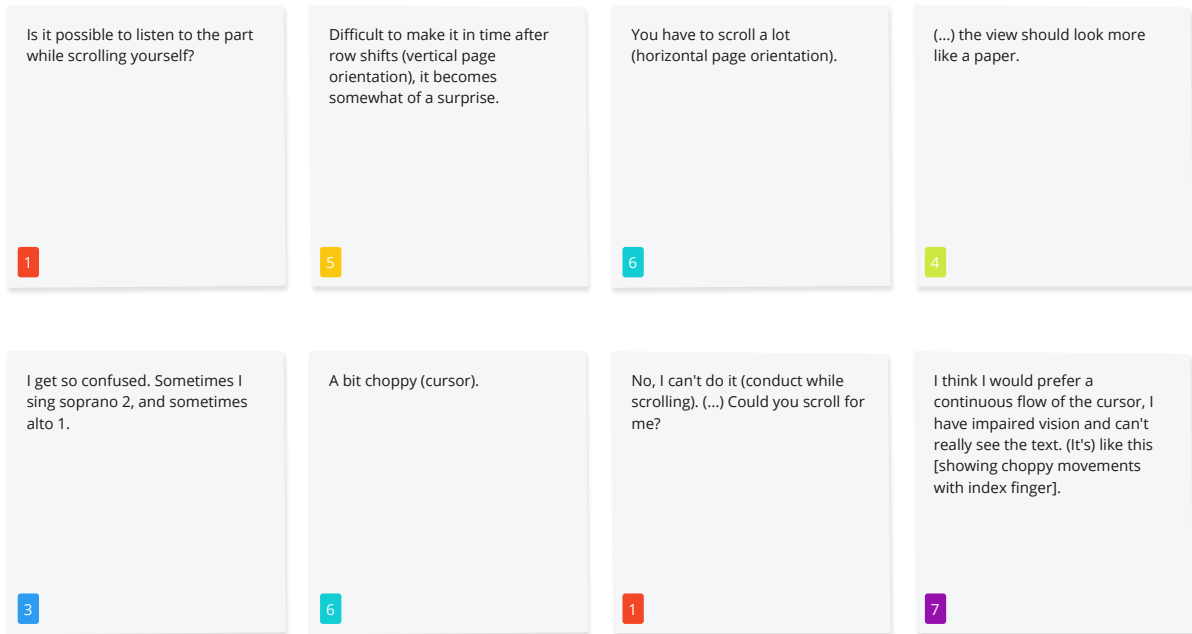 Is it possible to listen to the part
while scrolling yourself?
1
Difficult to make it in time after
row shifts (vertical page
orientation), it becomes
somewhat of a surprise.
5
You have to scroll a lot
(horizontal page orientation).
6
(...) the view should look more
like a paper.
4
I get so confused. Sometimes I
sing soprano 2, and sometimes
alto 1.
3
A bit choppy (cursor).
6
No, I can't do it (conduct while
scrolling). (...) Could you scroll for
me?
1
I think I would prefer a
continuous flow of the cursor, I
have impaired vision and can't
really see the text. (It's) like this
[showing choppy movements
with index finger].
7